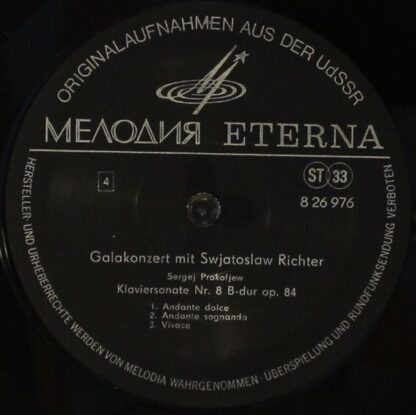 ORIGINALAUFNAHMEN AUS DER UdSSR
МЕЛОДИЯ ETERNA
4
ST 33
8 26 976
Galakonzert mit Swjatoslaw Richter
Sergej Prokofjew
Klaviersonate Nr. 8 B-dur op. 84
1. Andante dolce
2. Andante sognando
3. Vivace
HERSTELLER- UND URHEBERRECHTE WERDEN VON MELODIA WAHRGENOMMEN · ÜBERSPIELUNG UND RUNDFUNKSENDUNG VERBOTEN